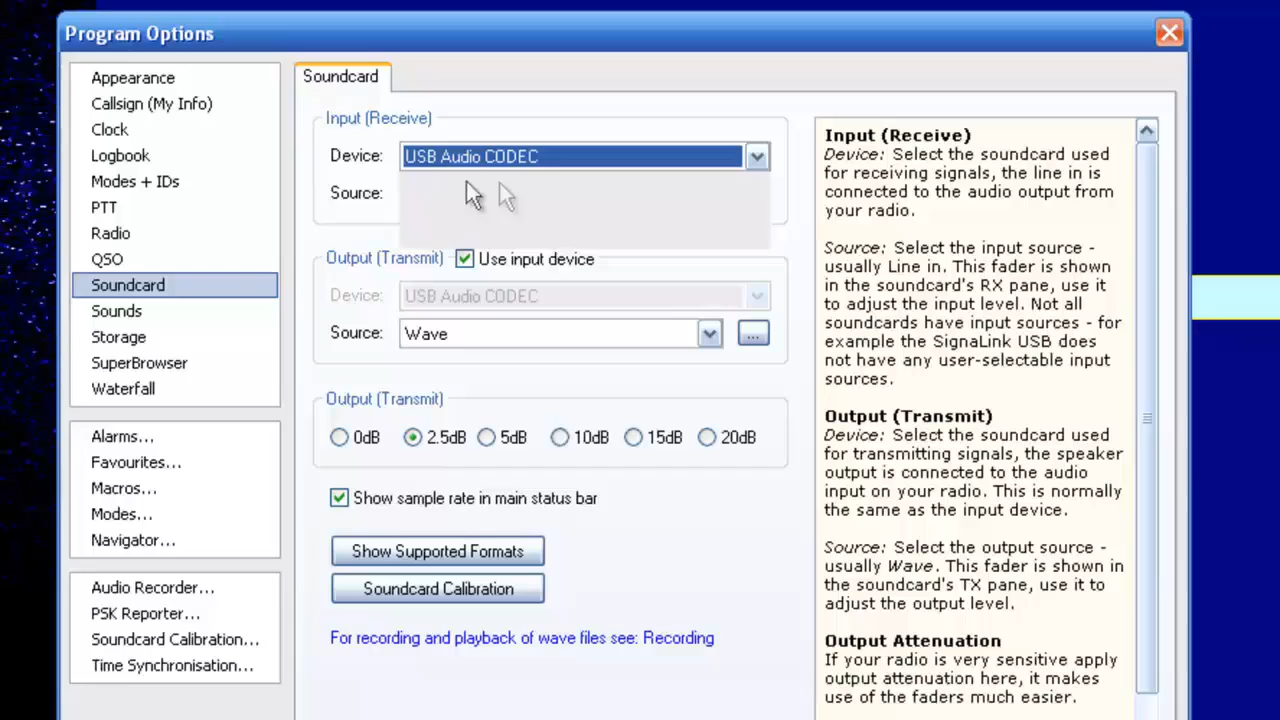 Program Options
Appearance
Callsign (My Info)
Clock
Logbook
Modes + IDs
PTT
Radio
QSO
Soundcard
Sounds
Storage
SuperBrowser
Waterfall
Alarms...
Favourites...
Macros...
Modes...
Navigator...
Audio Recorder...
PSK Reporter...
Soundcard Calibration...
Time Synchronisation...
Soundcard
Input (Receive)
Device: USB Audio CODEC
Source:
Output (Transmit) Use input device
Device: USB Audio CODEC
Source: Wave ...
Output (Transmit)
0dB 2.5dB 5dB 10dB 15dB 20dB
Show sample rate in main status bar
Show Supported Formats
Soundcard Calibration
For recording and playback of wave files see: Recording
Input (Receive)
Device: Select the soundcard used
for receiving signals, the line in is
connected to the audio output from
your radio.
Source: Select the input source -
usually Line in. This fader is shown
in the soundcard's RX pane, use it
to adjust the input level. Not all
soundcards have input sources - for
example the SignaLink USB does
not have any user-selectable input
sources.
Output (Transmit)
Device: Select the soundcard used
for transmitting signals, the speaker
output is connected to the audio
input on your radio. This is normally
the same as the input device.
Source: Select the output source -
usually Wave. This fader is shown in
the soundcard's TX pane, use it to
adjust the output level.
Output Attenuation
If your radio is very sensitive apply
output attenuation here, it makes
use of the faders much easier.